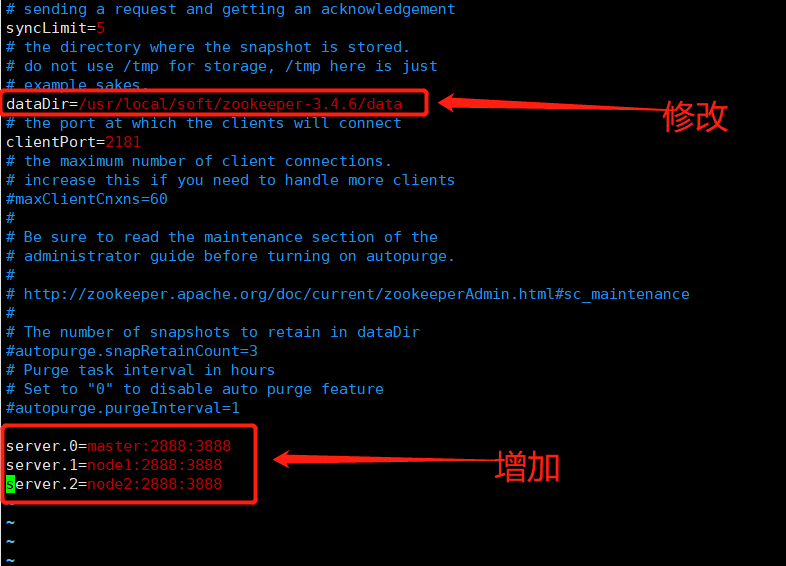 # sending a request and getting an acknowledgement
syncLimit=5
# the directory where the snapshot is stored.
# do not use /tmp for storage, /tmp here is just
# example sakes.
dataDir=/usr/local/soft/zookeeper-3.4.6/data
修改
# the port at which the clients will connect
clientPort=2181
# the maximum number of client connections.
# increase this if you need to handle more clients
#maxClientCnxns=60
#
# Be sure to read the maintenance section of the
# administrator guide before turning on autopurge.
#
# http://zookeeper.apache.org/doc/current/zookeeperAdmin.html#sc_maintenance
#
# The number of snapshots to retain in dataDir
#autopurge.snapRetainCount=3
# Purge task interval in hours
# Set to "0" to disable auto purge feature
#autopurge.purgeInterval=1
server.0=master:2888:3888
server.1=node1:2888:3888
增加
server.2=node2:2888:3888
~
~
~
~